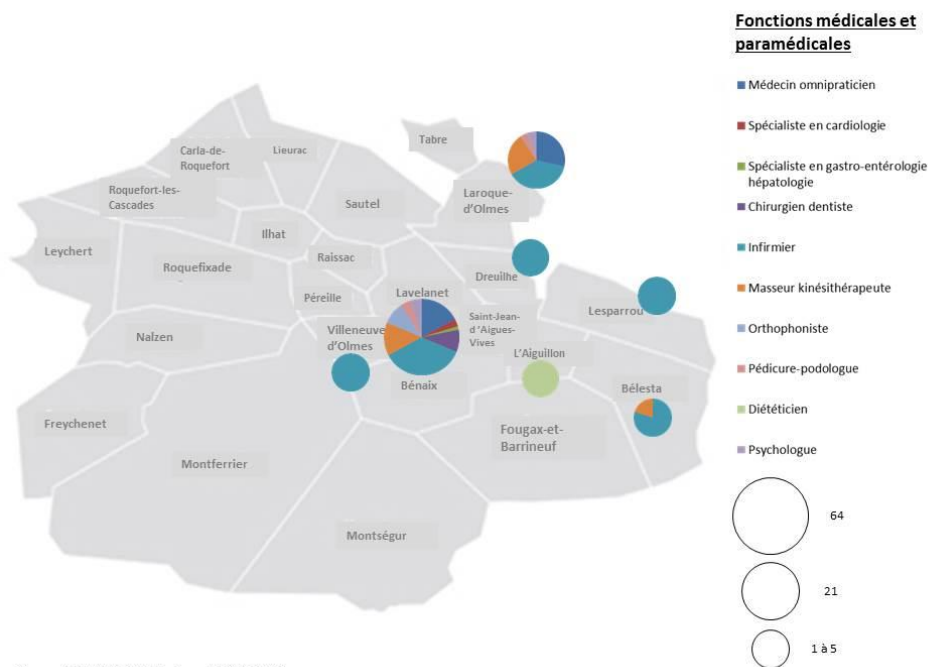 Fonctions médicales et
paramédicales
Médecin omnipraticien
Spécialiste en cardiologie
Spécialiste en gastro-entérologie
hépatologie
Chirurgien dentiste
Infirmier
Masseur kinésithérapeute
Orthophoniste
Pédicure-podologue
Diététicien
Psychologue
64
21
1 à 5
Tabre
Carla-de-
Roquefort
Lieurac
Roquefort-les-
Cascades
Sautel
Laroque-
d'Olmes
Ilhat
Leychert
Roquefixade
Raissac
Dreuilhe
Péreille
Lavelanet
Lesparrou
Nalzen
Villeneuve
d'Olmes
Saint-Jean-
d'Aigues-
Vives
L'Aiguillon
Bénaix
Bélesta
Freychenet
Fougax-et-
Barrineuf
Montferrier
Montségur